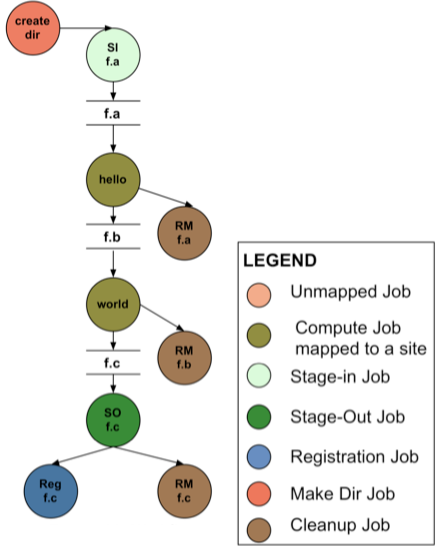 create
dir
SI
f.a
f.a
hello
RM
f.a
f.b
world
RM
f.b
f.c
SO
f.c
Reg
f.c
RM
f.c
LEGEND
Unmapped Job
Compute Job
mapped to a site
Stage-in Job
Stage-Out Job
Registration Job
Make Dir Job
Cleanup Job